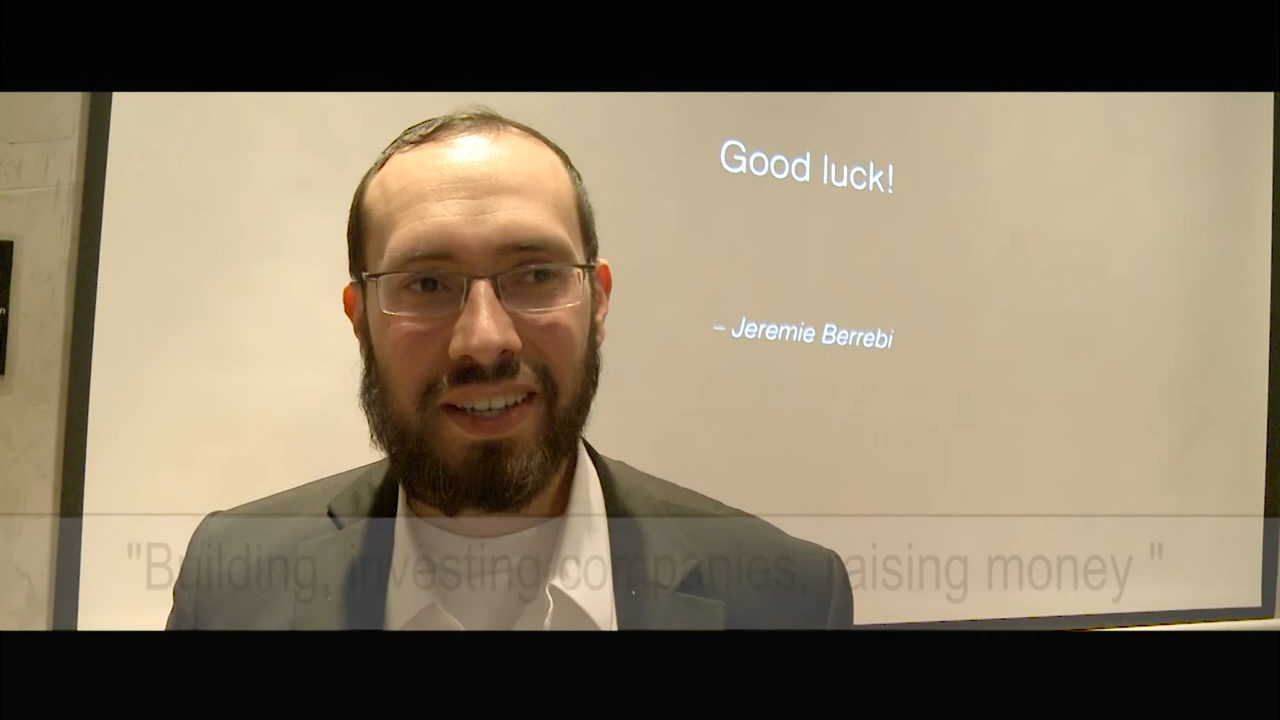 Good luck!
– Jeremie Berrebi
"Building, investing companies, raising money "